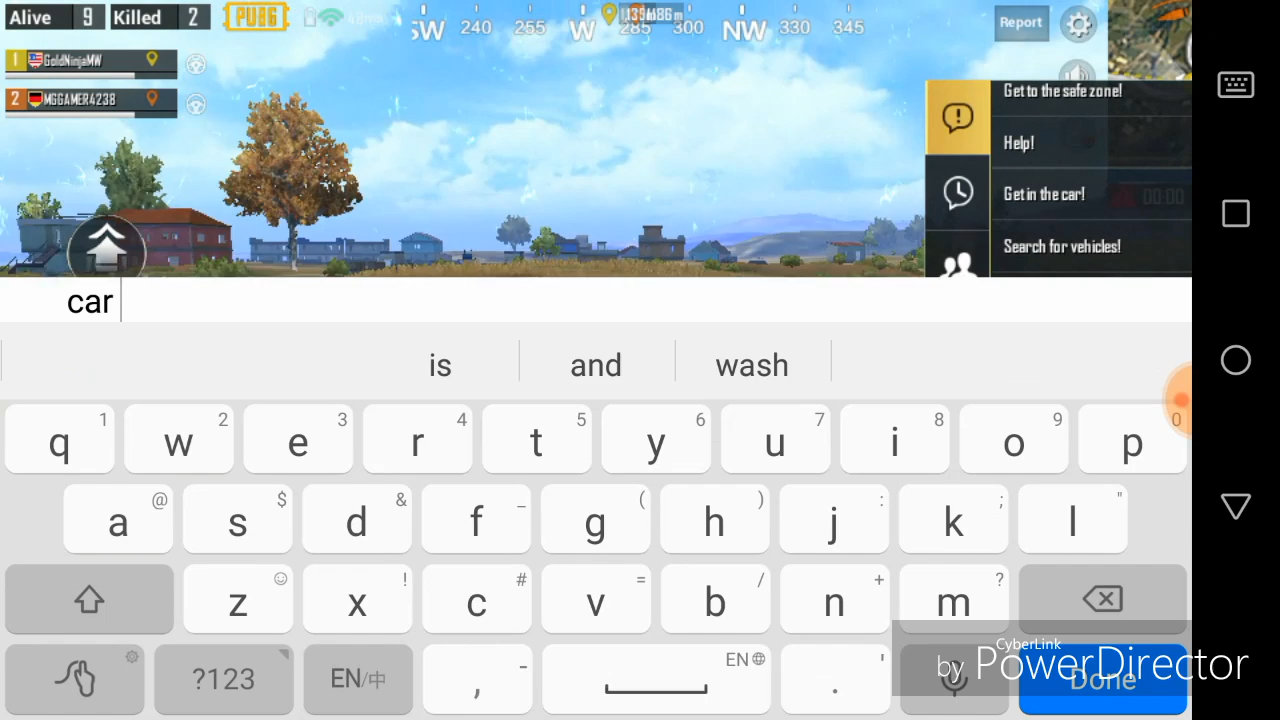 Alive 9 Killed 2 PUBG
SW 240 255 W 285 300 NW 330 345
Report
1 GoldNinjaMW
2 MGGAMER4238
Get to the safe zone!
Help!
Get in the car!
00:00
Search for vehicles!
car
is and wash
q 1 w 2 e 3 r 4 t 5 y 6 u 7 i 8 o 9 p 0
a @ s $ d & f _ g ( h ) j : k ; l "
z x ! c # v = b / n + m ?
?123 EN/中 , - EN . ' Done
CyberLink
by PowerDirector